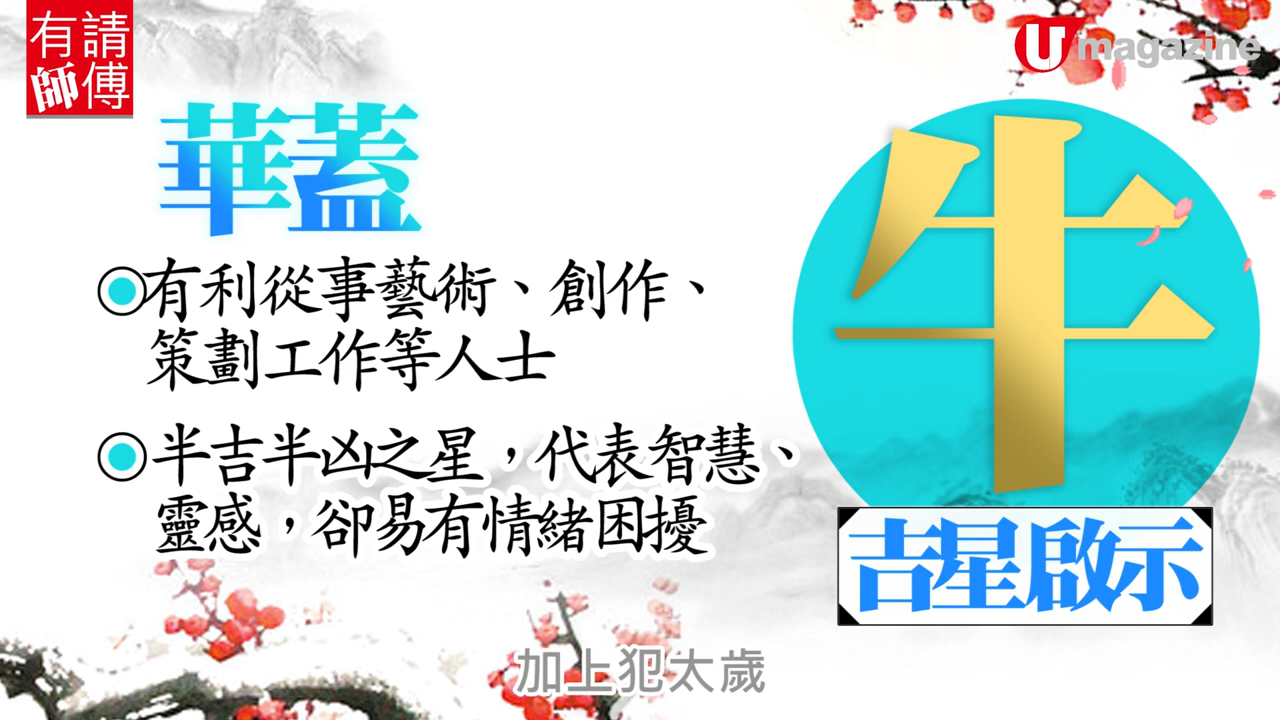 有請
師傅
U magazine
華蓋
有利從事藝術、創作、
策劃工作等人士
半吉半凶之星，代表智慧、
靈感，卻易有情緒困擾
牛
吉星啟示
加上犯太歲